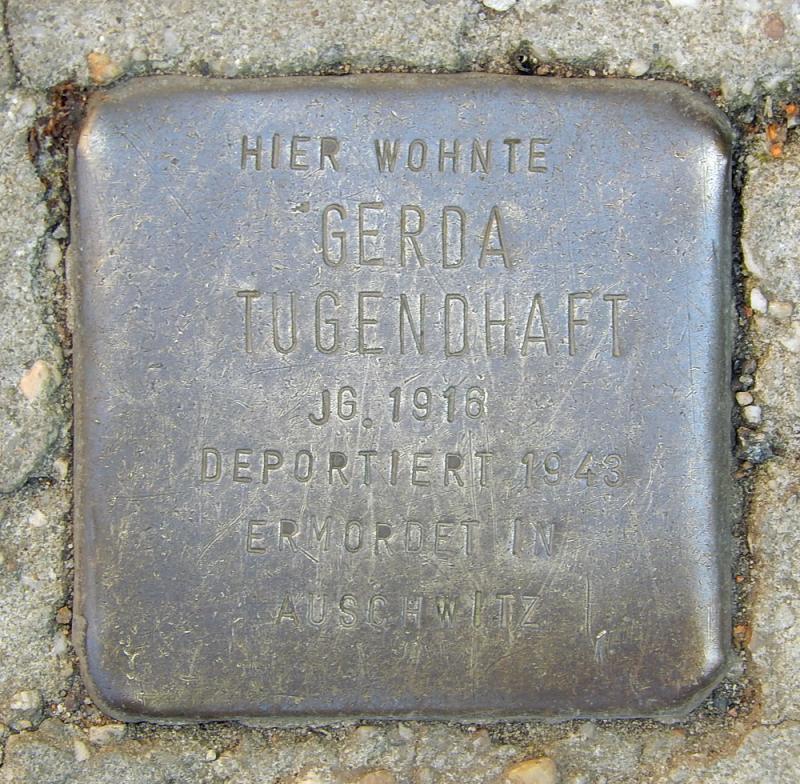 HIER WOHNTE
GERDA
TUGENDHAFT
JG. 1916
DEPORTIERT 1943
ERMORDET IN
AUSCHWITZ